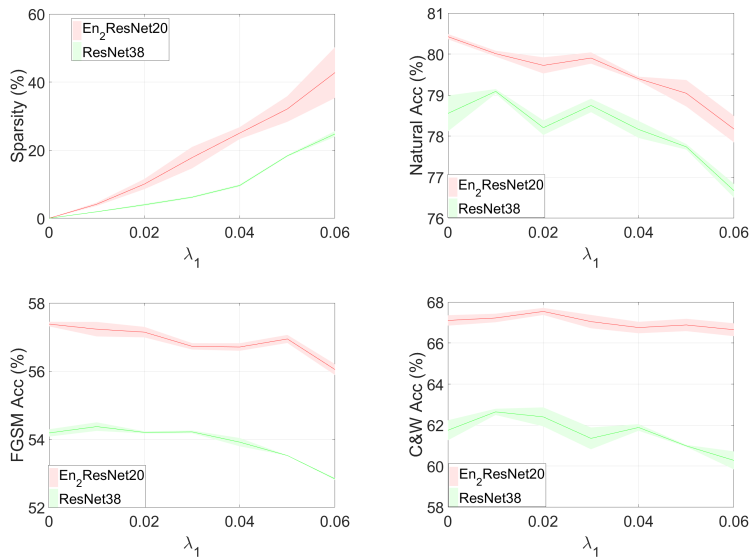 60
40
20
0
Sparsity (%)
En2ResNet20
ResNet38
0 0.02 0.04 0.06
λ1
81
80
79
78
77
76
Natural Acc (%)
En2ResNet20
ResNet38
0 0.02 0.04 0.06
λ1
58
56
54
52
FGSM Acc (%)
En2ResNet20
ResNet38
0 0.02 0.04 0.06
λ1
68
66
64
62
60
58
C&W Acc (%)
En2ResNet20
ResNet38
0 0.02 0.04 0.06
λ1